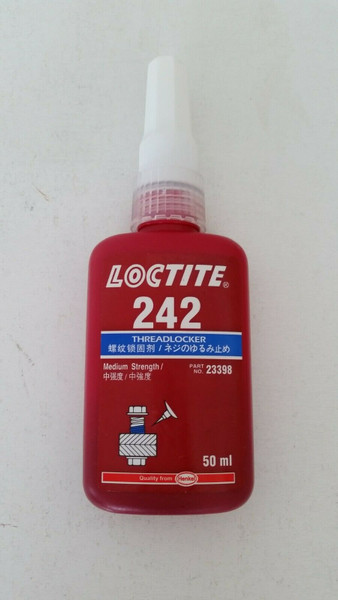 LOCTITE®
242
THREADLOCKER
螺纹锁固剂 / ネジのゆるみ止め
Medium Strength /
中强度 / 中強度
PART
NO. 23398
50 ml
Quality from Henkel